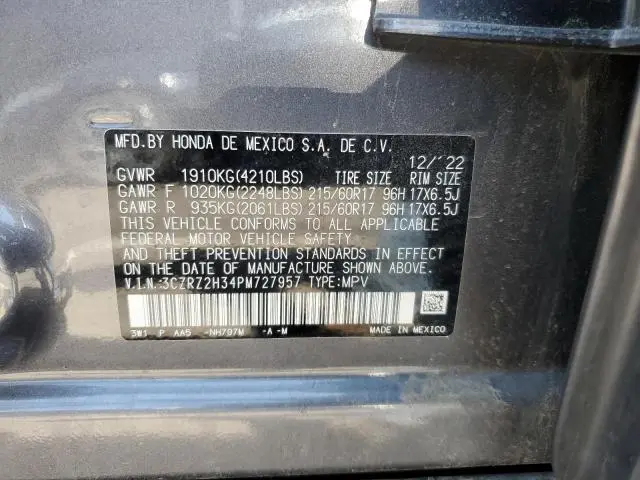 MFD.BY HONDA DE MEXICO S.A. DE C.V.
12/'22
GVWR 1910KG(4210LBS) TIRE SIZE RIM SIZE
GAWR F 1020KG(2248LBS) 215/60R17 96H 17X6.5J
GAWR R 935KG(2061LBS) 215/60R17 96H 17X6.5J
THIS VEHICLE CONFORMS TO ALL APPLICABLE
FEDERAL MOTOR VEHICLE SAFETY
AND THEFT PREVENTION STANDARDS IN EFFECT
ON THE DATE OF MANUFACTURE SHOWN ABOVE.
V.I.N.:3CZRZ2H34PM727957 TYPE:MPV
3W1 P AA5 -NH797M -A-M MADE IN MEXICO